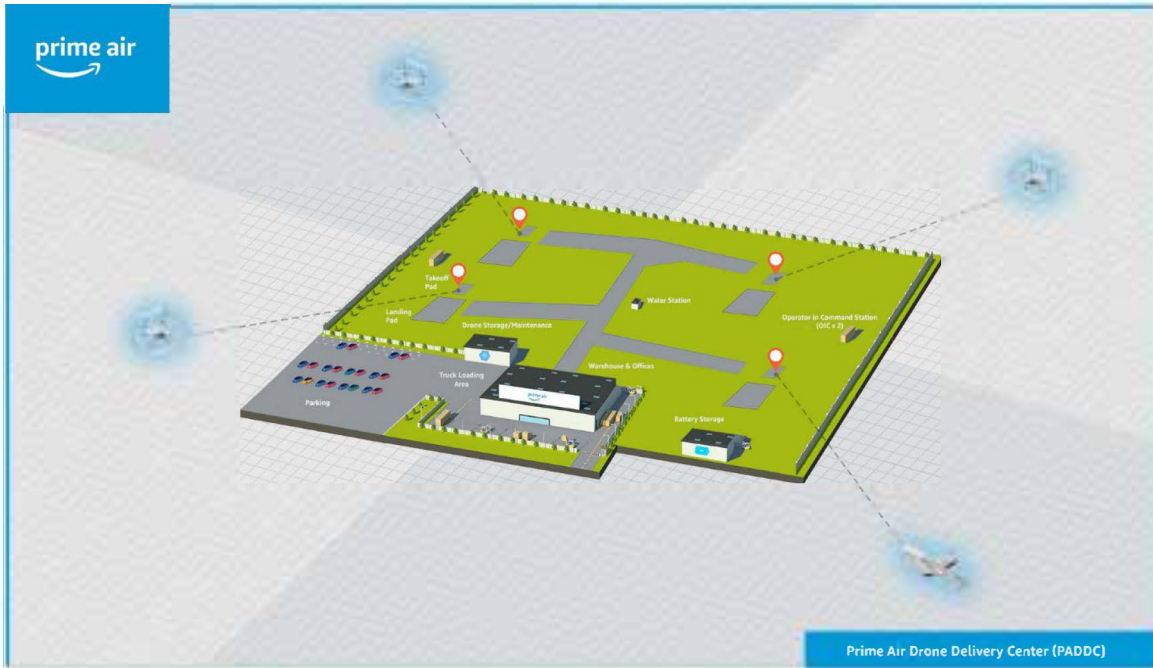 prime air
Takeoff
Pad
Landing
Pad
Water Station
Operator in Command Station
(OIC x 2)
Drone Storage/Maintenance
Truck Loading
Area
Warehouse & Offices
prime air
Parking
Battery Storage
Prime Air Drone Delivery Center (PADDC)